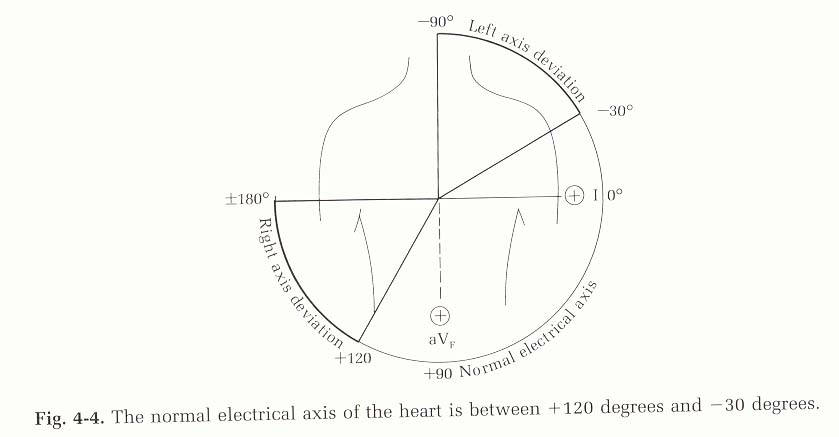 −90°
Left axis deviation
−30°
±180°
I 0°
Right axis deviation
aVF
+120
+90 Normal electrical axis
Fig. 4-4. The normal electrical axis of the heart is between +120 degrees and −30 degrees.